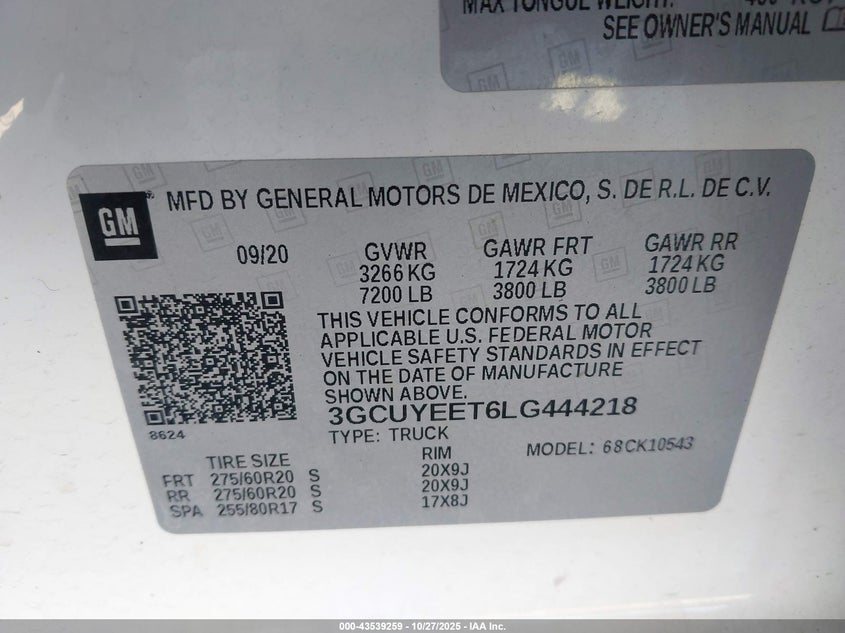 MAX TONGUE WEIGHT:
SEE OWNER'S MANUAL
GM
MFD BY GENERAL MOTORS DE MEXICO, S. DE R.L. DE C.V.
09/20 GVWR GAWR FRT GAWR RR
3266 KG 1724 KG 1724 KG
7200 LB 3800 LB 3800 LB
THIS VEHICLE CONFORMS TO ALL
APPLICABLE U.S. FEDERAL MOTOR
VEHICLE SAFETY STANDARDS IN EFFECT
ON THE DATE OF MANUFACTURE
SHOWN ABOVE.
3GCUYEET6LG444218
8624
TYPE: TRUCK MODEL: 68CK10543
TIRE SIZE RIM
FRT 275/60R20 S 20X9J
RR 275/60R20 S 20X9J
SPA 255/80R17 S 17X8J
000-43539259 - 10/27/2025 - IAA Inc.